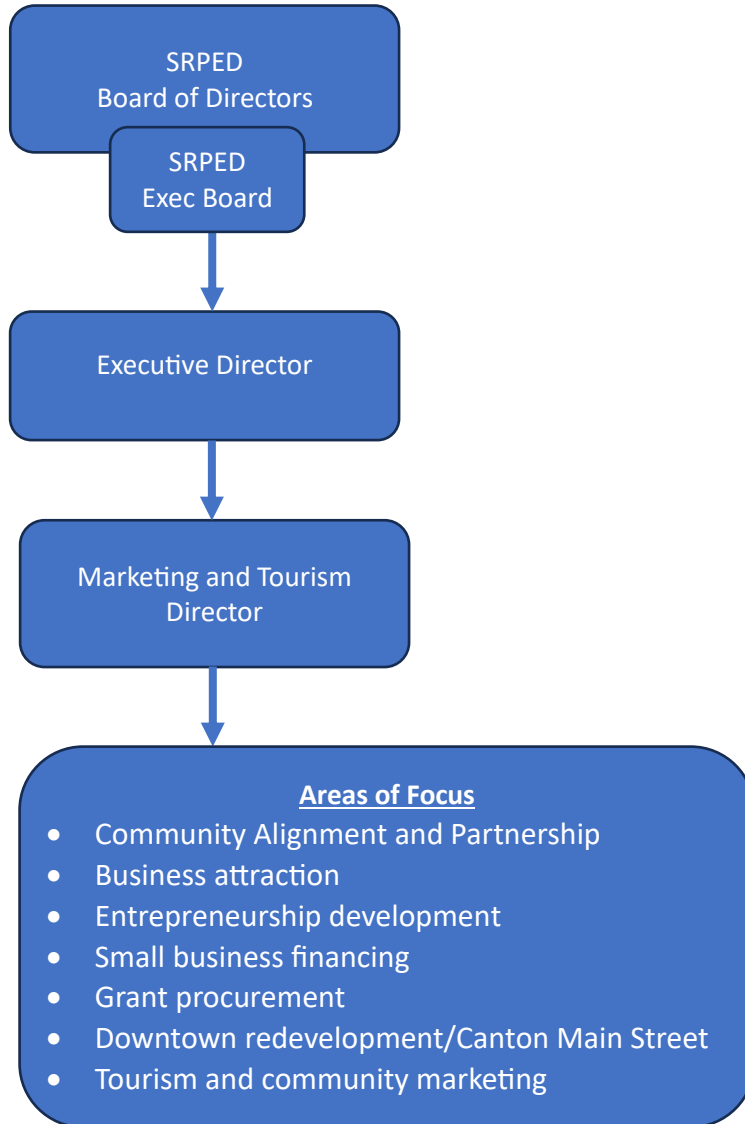 SRPED
Board of Directors
SRPED
Exec Board
Executive Director
Marketing and Tourism
Director
Areas of Focus
• Community Alignment and Partnership
• Business attraction
• Entrepreneurship development
• Small business financing
• Grant procurement
• Downtown redevelopment/Canton Main Street
• Tourism and community marketing